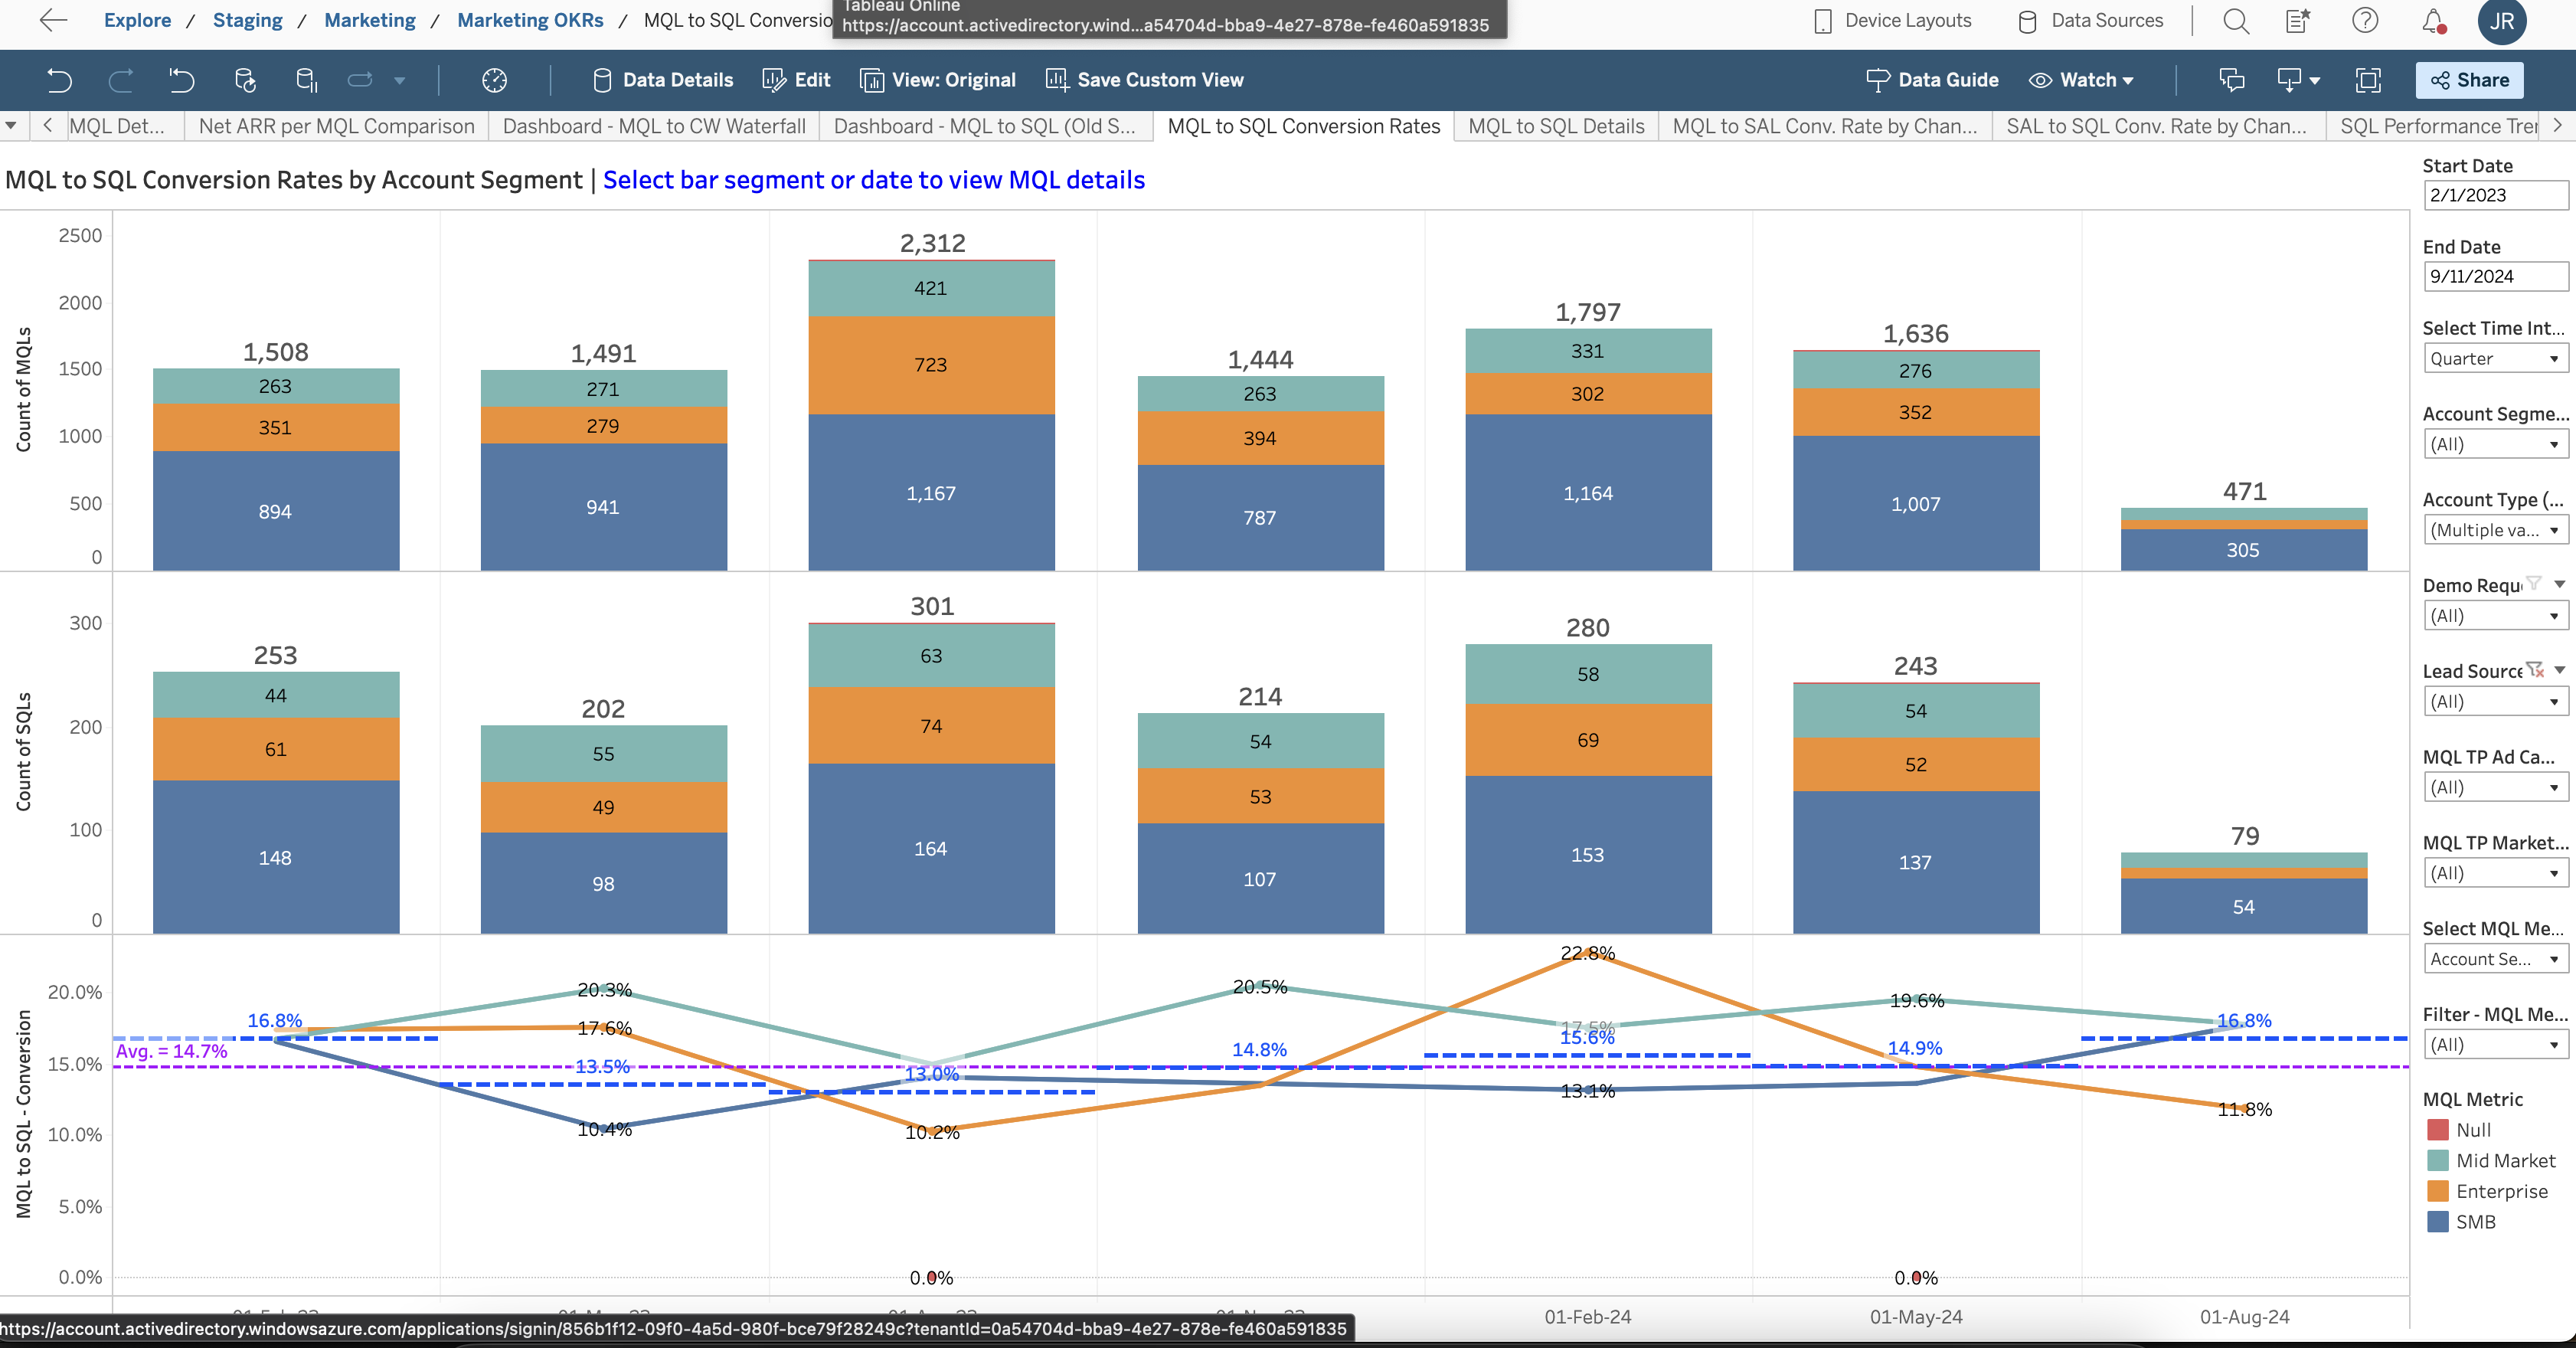 Explore / Staging / Marketing / Marketing OKRs / MQL to SQL Conversio
Tableau Online
https://account.activedirectory.wind...a54704d-bba9-4e27-878e-fe460a591835
Device Layouts
Data Sources
JR
Data Details
Edit
View: Original
Save Custom View
Data Guide
Watch
Share
MQL Det...
Net ARR per MQL Comparison
Dashboard - MQL to CW Waterfall
Dashboard - MQL to SQL (Old S...
MQL to SQL Conversion Rates
MQL to SQL Details
MQL to SAL Conv. Rate by Chan...
SAL to SQL Conv. Rate by Chan...
SQL Performance Tre
MQL to SQL Conversion Rates by Account Segment | Select bar segment or date to view MQL details
Count of MQLs
2500
2000
1500
1000
500
0
1,508
263
351
894
1,491
271
279
941
2,312
421
723
1,167
1,444
263
394
787
1,797
331
302
1,164
1,636
276
352
1,007
471
305
Count of SQLs
300
200
100
0
253
44
61
148
202
55
49
98
301
63
74
164
214
54
53
107
280
58
69
153
243
54
52
137
79
54
MQL to SQL - Conversion
20.0%
15.0%
10.0%
5.0%
0.0%
16.8%
Avg. = 14.7%
20.3%
17.6%
13.5%
10.4%
13.0%
10.2%
0.0%
20.5%
14.8%
22.8%
17.5%
15.6%
13.1%
19.6%
14.9%
0.0%
16.8%
11.8%
01-Feb-24
01-May-24
01-Aug-24
https://account.activedirectory.windowsazure.com/applications/signin/856b1f12-09f0-4a5d-980f-bce79f28249c?tenantId=0a54704d-bba9-4e27-878e-fe460a591835
Start Date
2/1/2023
End Date
9/11/2024
Select Time Int...
Quarter
Account Segme...
(All)
Account Type (...
(Multiple va...
Demo Requ
(All)
Lead Source
(All)
MQL TP Ad Ca...
(All)
MQL TP Market...
(All)
Select MQL Me...
Account Se...
Filter - MQL Me...
(All)
MQL Metric
Null
Mid Market
Enterprise
SMB